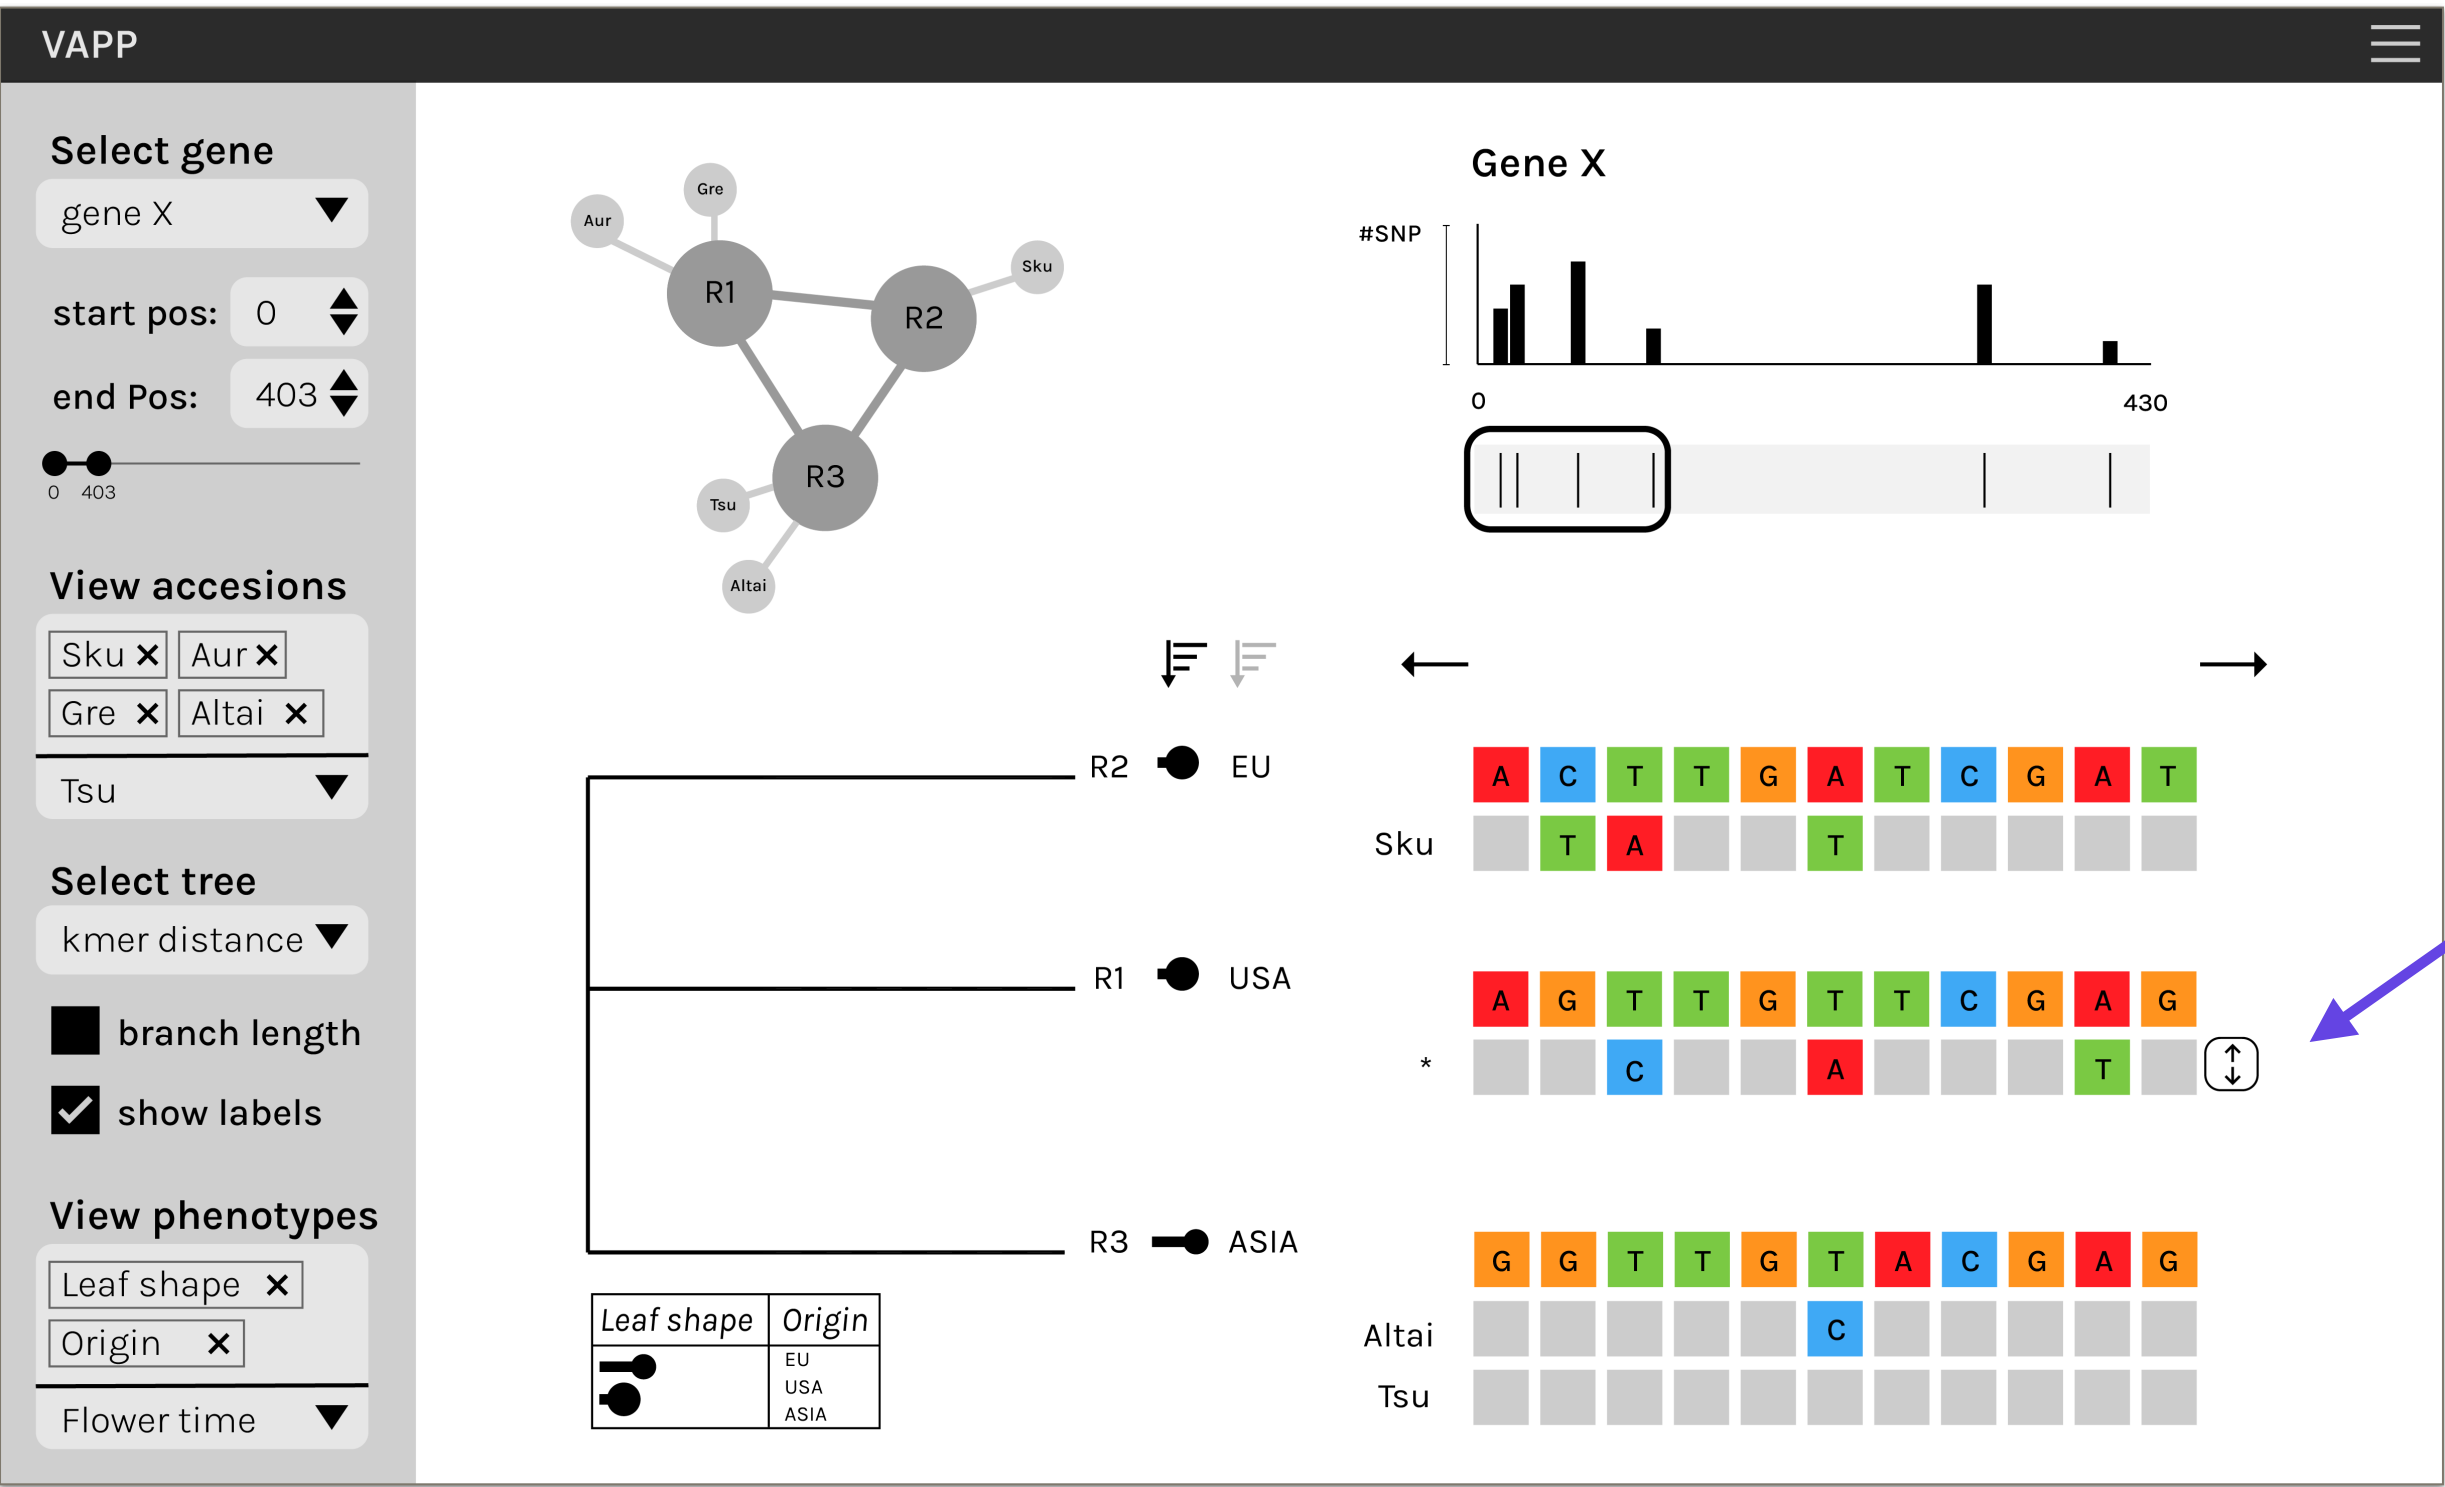 VAPP
Select gene
gene X
start pos: 0
end Pos: 403
0 403
View accesions
Sku Aur
Gre Altai
Tsu
Select tree
kmer distance
branch length
show labels
View phenotypes
Leaf shape
Origin
Flower time
Gre
Aur
R1
R2
Sku
R3
Tsu
Altai
Gene X
#SNP
0 430
R2 EU
R1 USA
R3 ASIA
Leaf shape Origin
EU
USA
ASIA
A C T T G A T C G A T
Sku T A T
A G T T G T T C G A G
* C A T
G G T T G T A C G A G
Altai C
Tsu